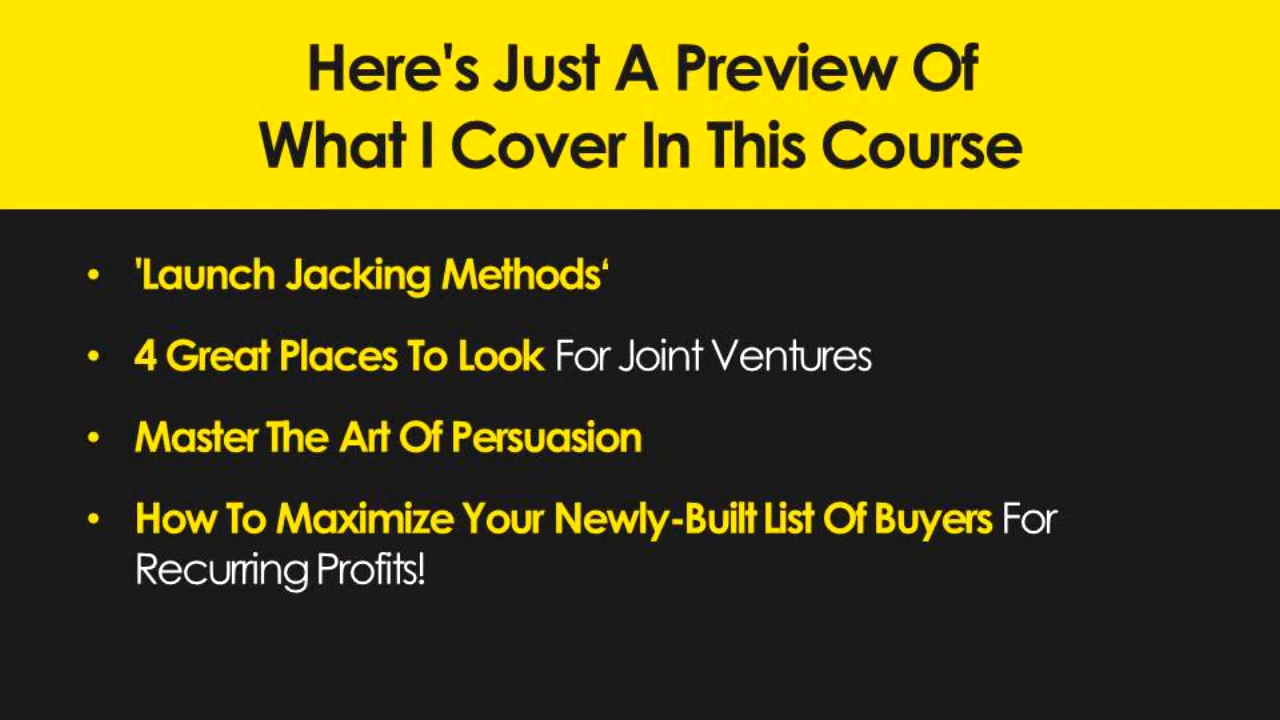 Here's Just A Preview Of
What I Cover In This Course
• 'Launch Jacking Methods‘
• 4 Great Places To Look For Joint Ventures
• Master The Art Of Persuasion
• How To Maximize Your Newly-Built List Of Buyers For
Recurring Profits!